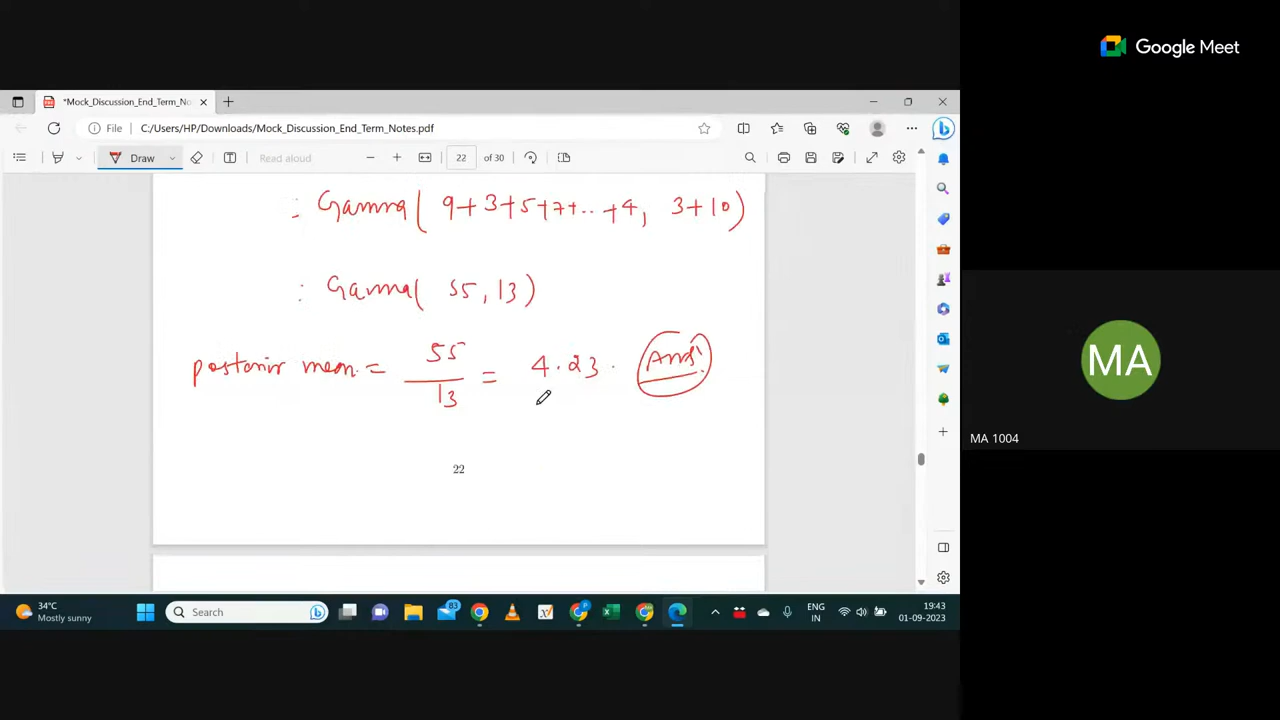 Google Meet
*Mock_Discussion_End_Term_No
File
C:/Users/HP/Downloads/Mock_Discussion_End_Term_Notes.pdf
Draw
Read aloud
22 of 30
: Gamma( 9+3+5+7+..+4, 3+10)
: Gamma( 55, 13)
posterior mean = 55/13 = 4.23. Ans!
22
MA
MA 1004
34°C
Mostly sunny
Search
83
ENG
IN
19:43
01-09-2023